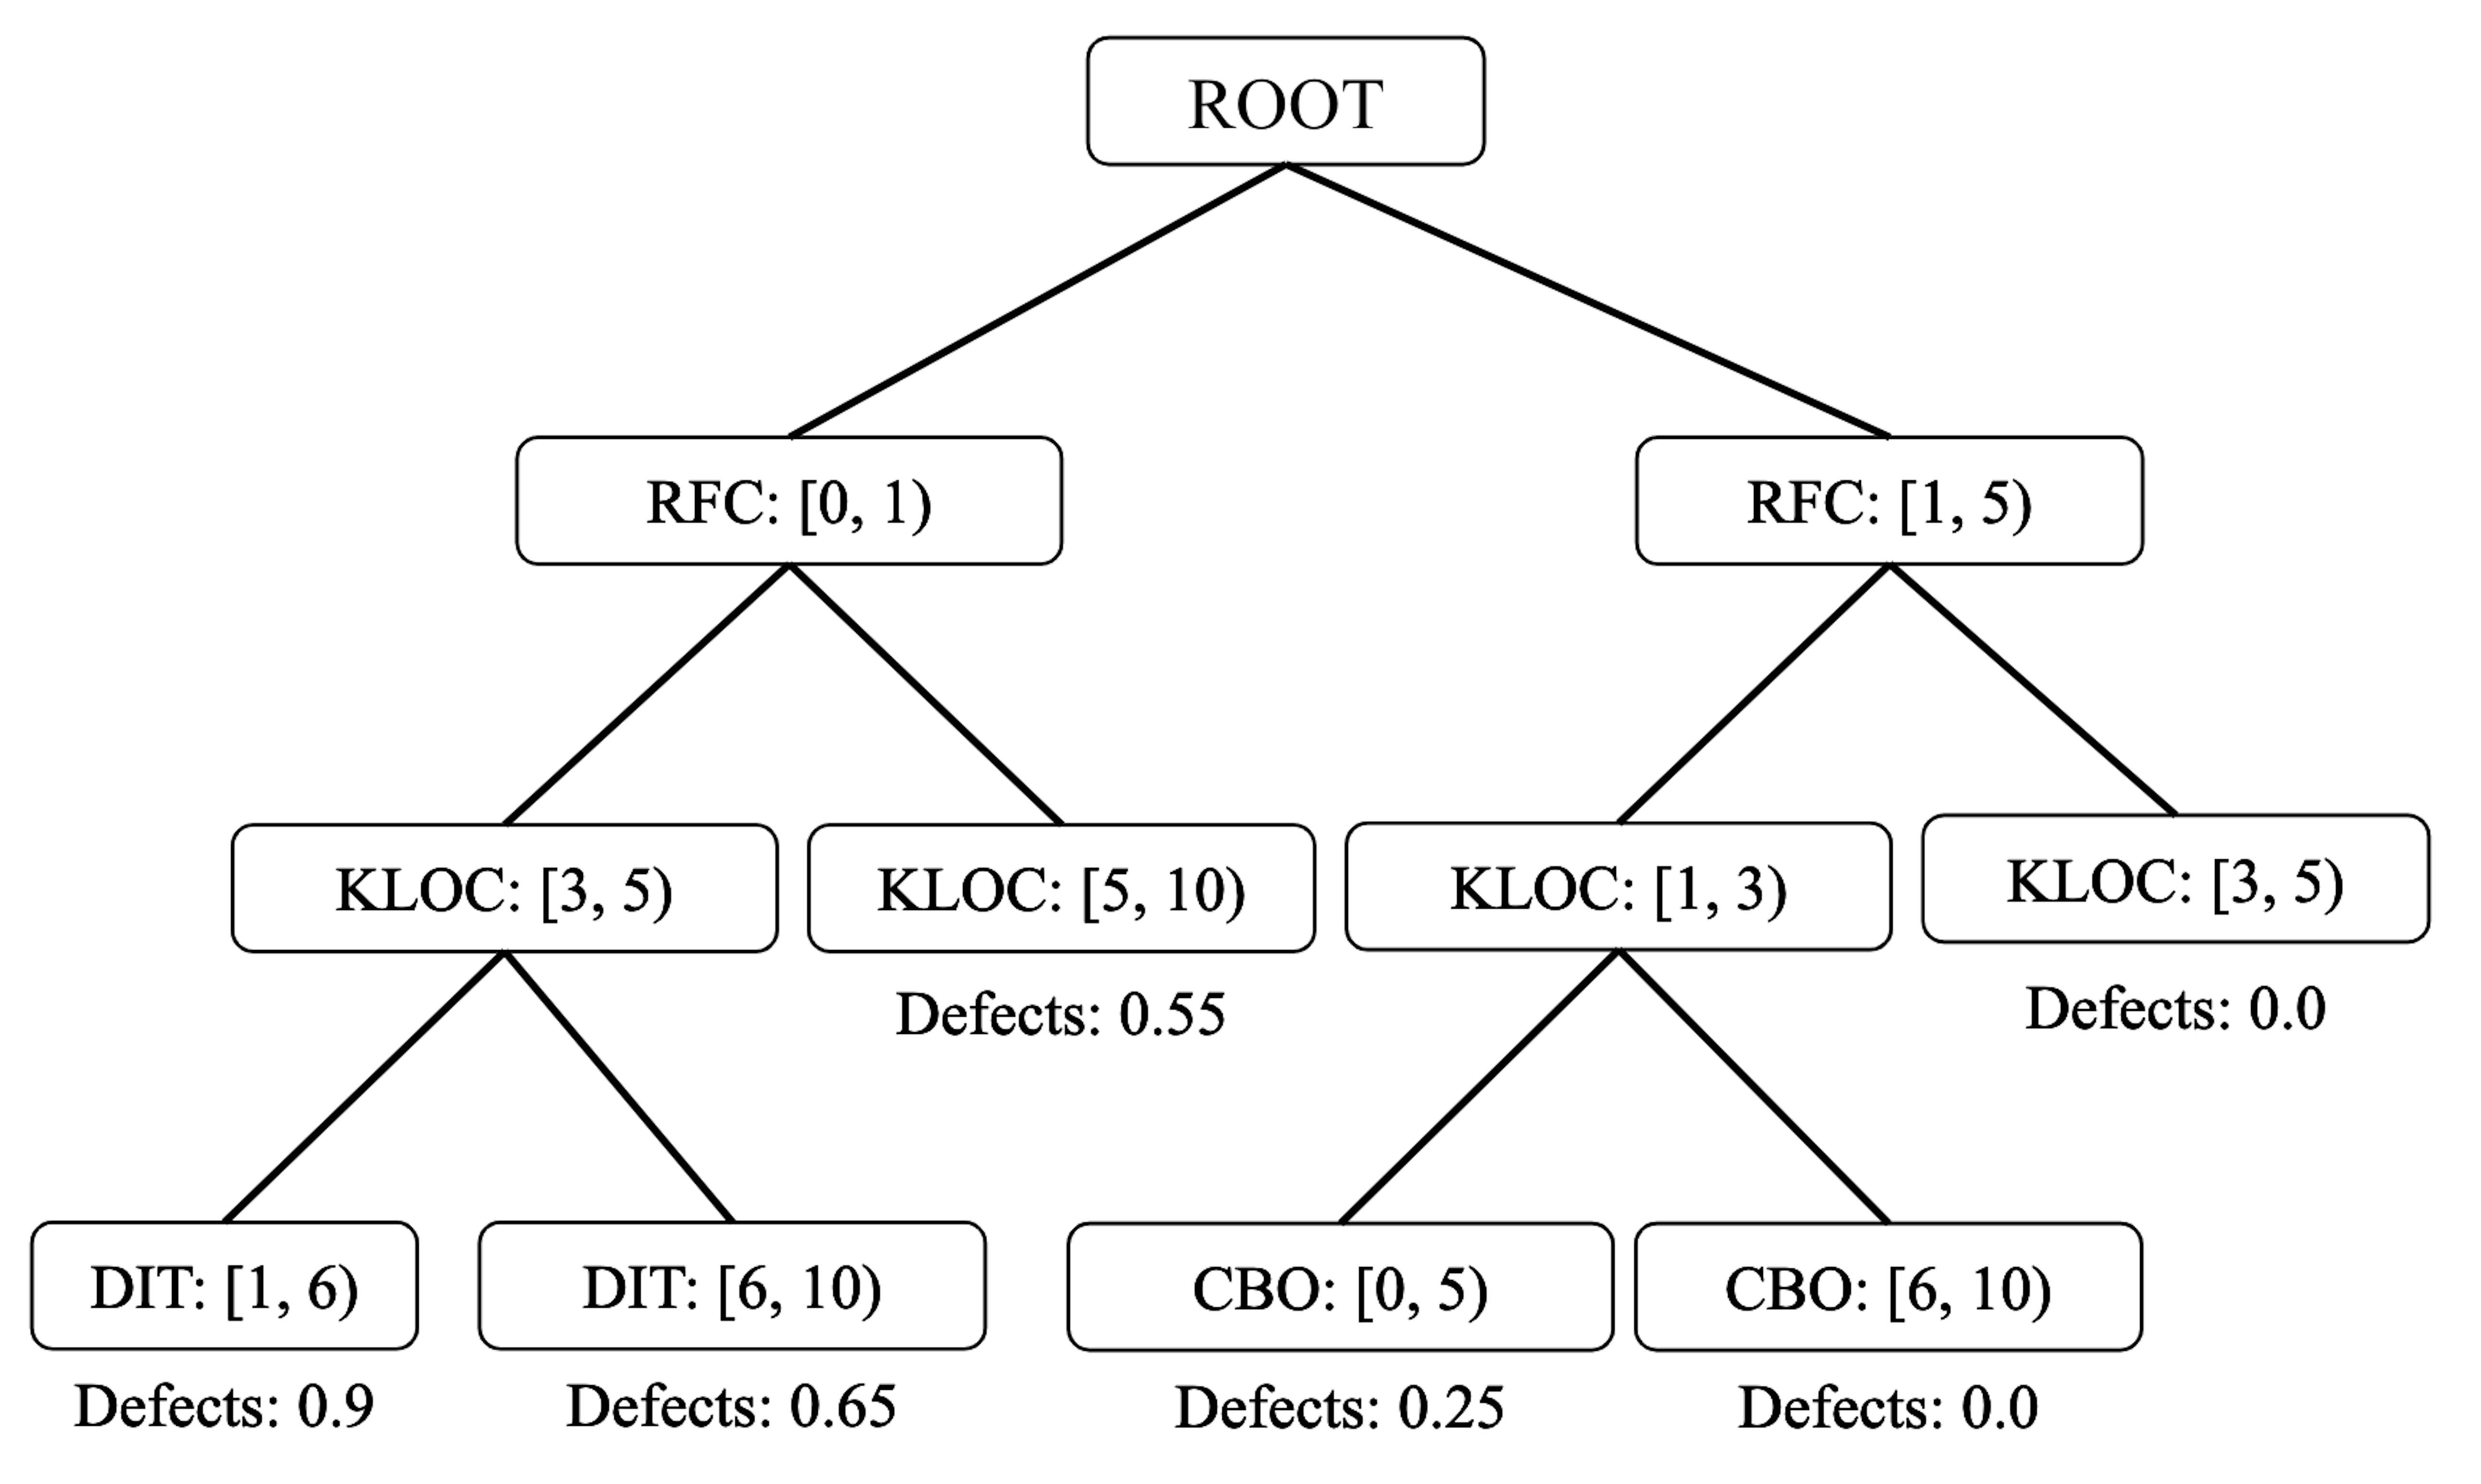 ROOT
RFC: [0, 1)
RFC: [1, 5)
KLOC: [3, 5)
KLOC: [5, 10)
KLOC: [1, 3)
KLOC: [3, 5)
Defects: 0.55
Defects: 0.0
DIT: [1, 6)
DIT: [6, 10)
CBO: [0, 5)
CBO: [6, 10)
Defects: 0.9
Defects: 0.65
Defects: 0.25
Defects: 0.0